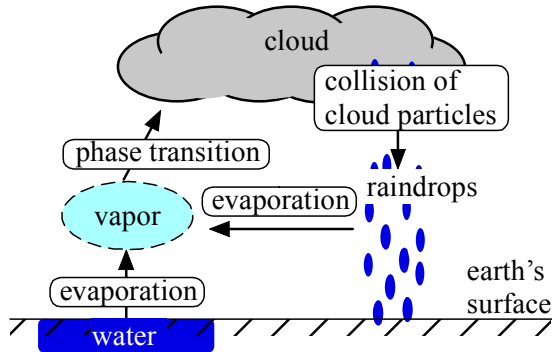 cloud
collision of
cloud particles
phase transition
raindrops
evaporation
vapor
earth's
surface
evaporation
water